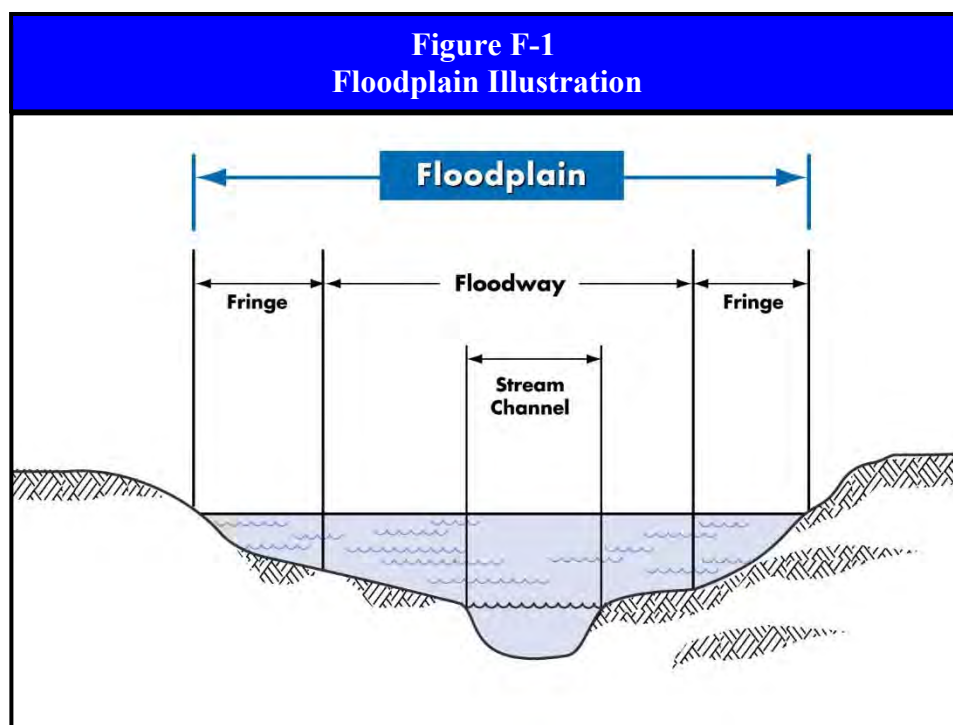 Figure F-1
Floodplain Illustration
Floodplain
Fringe
Floodway
Fringe
Stream
Channel